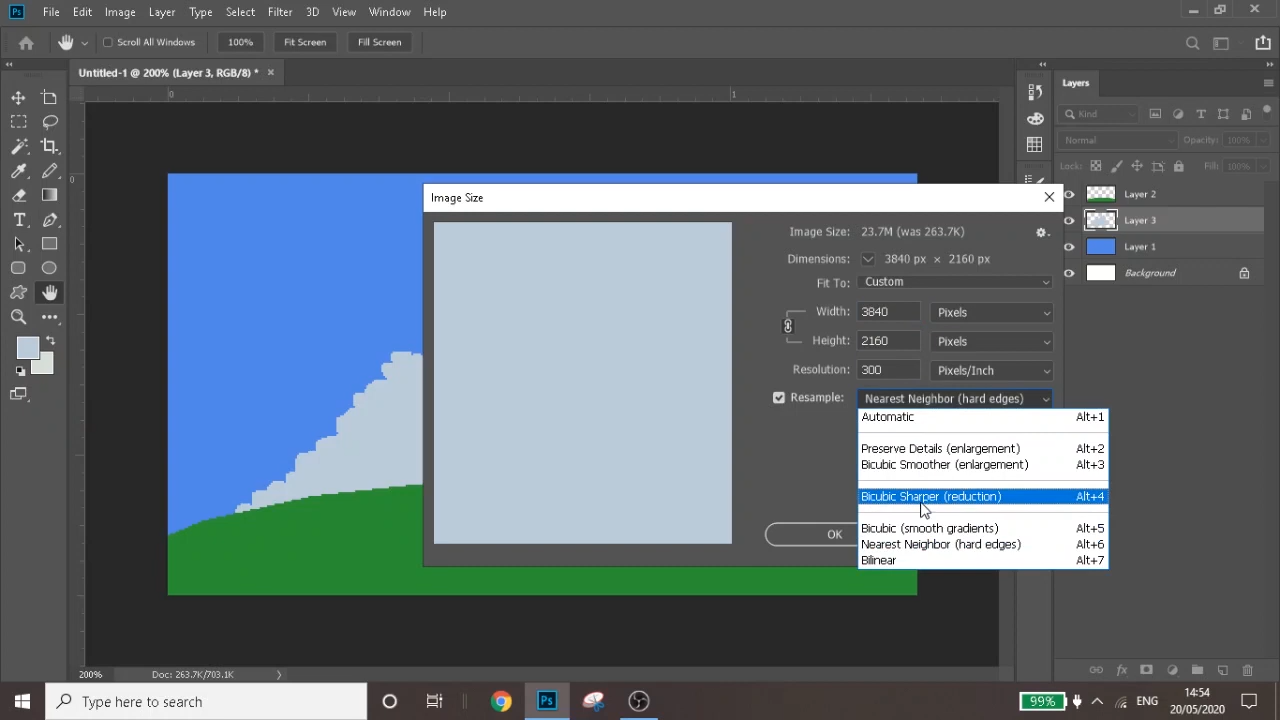 Ps File Edit Image Layer Type Select Filter 3D View Window Help
Scroll All Windows 100% Fit Screen Fill Screen
Untitled-1 @ 200% (Layer 3, RGB/8) * ×
0 1
0
Layers
Kind
Normal Opacity: 100%
Lock: Fill: 100%
Layer 2
Layer 3
Layer 1
Background
Image Size
Image Size: 23.7M (was 263.7K)
Dimensions: 3840 px × 2160 px
Fit To: Custom
Width: 3840 Pixels
Height: 2160 Pixels
Resolution: 300 Pixels/Inch
Resample: Nearest Neighbor (hard edges)
Automatic Alt+1
Preserve Details (enlargement) Alt+2
Bicubic Smoother (enlargement) Alt+3
Bicubic Sharper (reduction) Alt+4
Bicubic (smooth gradients) Alt+5
Nearest Neighbor (hard edges) Alt+6
Bilinear Alt+7
OK
200% Doc: 263.7K/703.1K
Type here to search
Ps
99%
ENG
14:54
20/05/2020